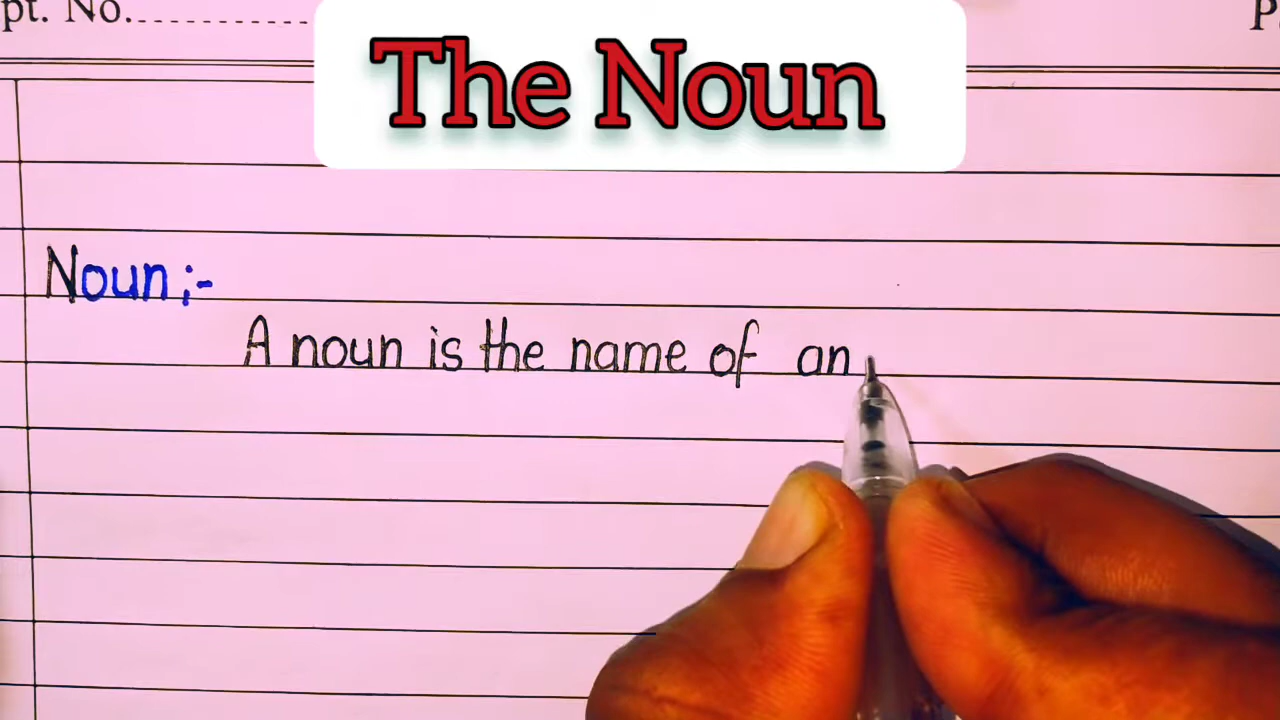 pt. No...................
P
The Noun
Noun ;-
A noun is the name of an